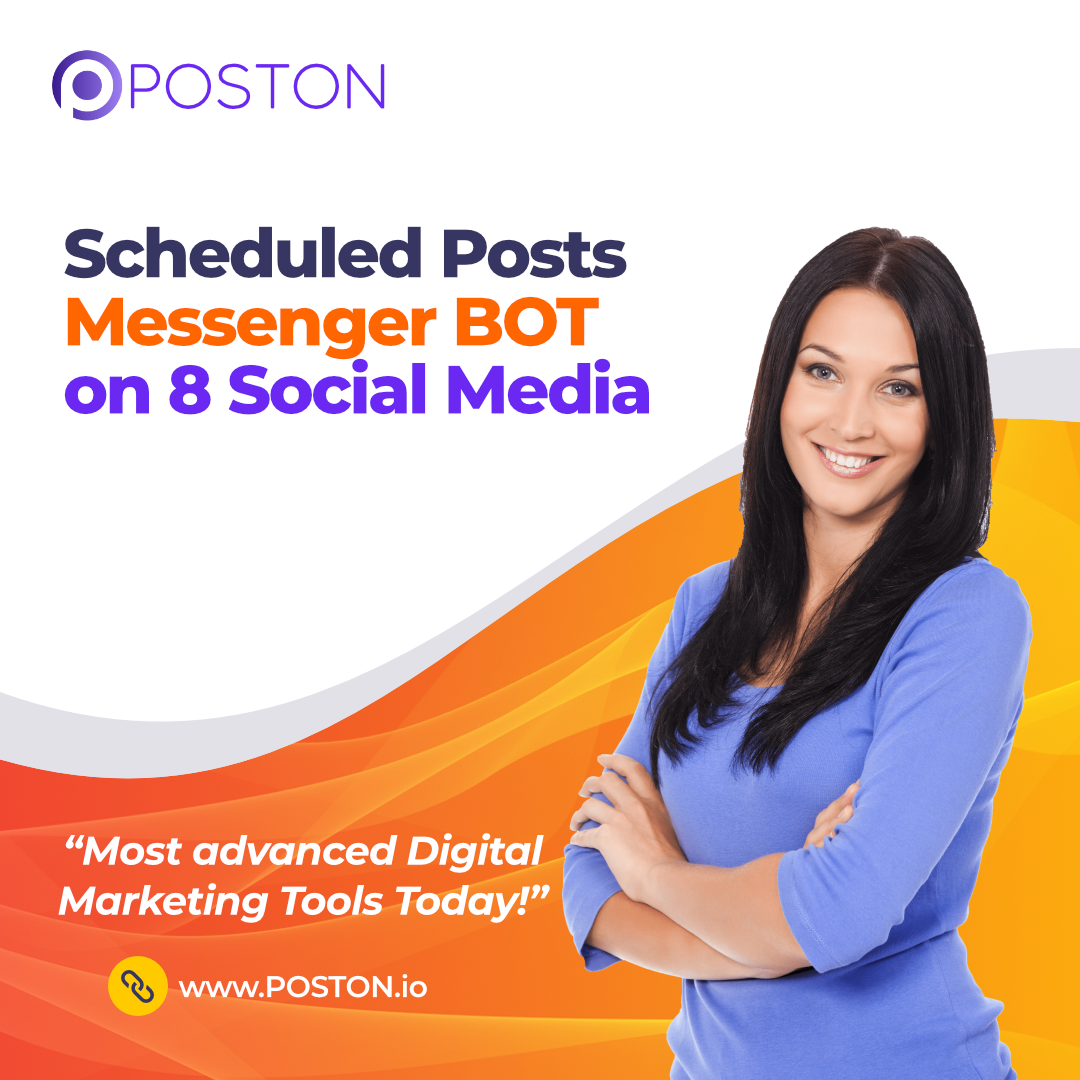 POSTON
Scheduled Posts
Messenger BOT
on 8 Social Media
“Most advanced Digital
Marketing Tools Today!”
www.POSTON.io